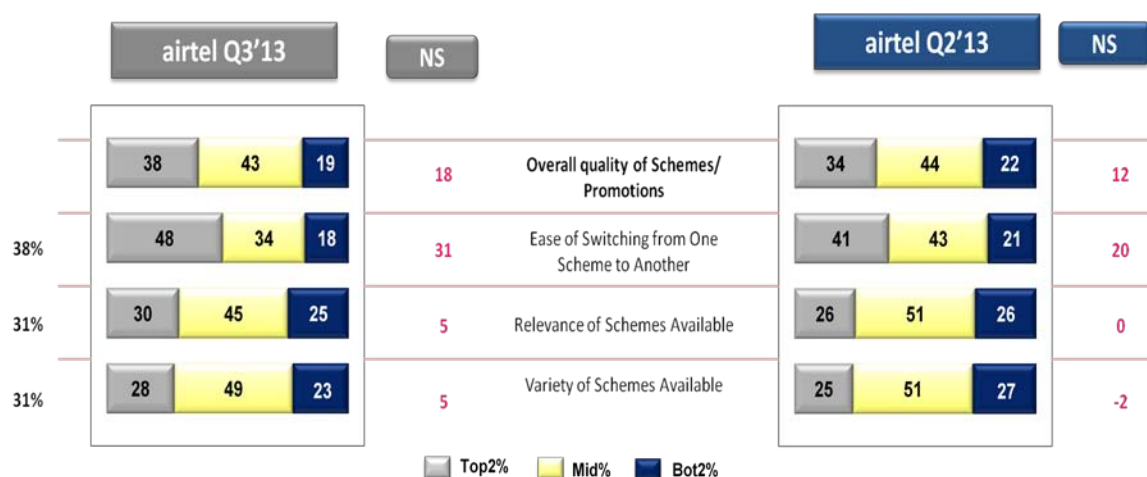 airtel Q3'13
NS
airtel Q2'13
NS
38 43 19
18
Overall quality of Schemes/
Promotions
34 44 22
12
38%
48 34 18
31
Ease of Switching from One
Scheme to Another
41 43 21
20
31%
30 45 25
5
Relevance of Schemes Available
26 51 26
0
31%
28 49 23
5
Variety of Schemes Available
25 51 27
-2
Top2% Mid% Bot2%